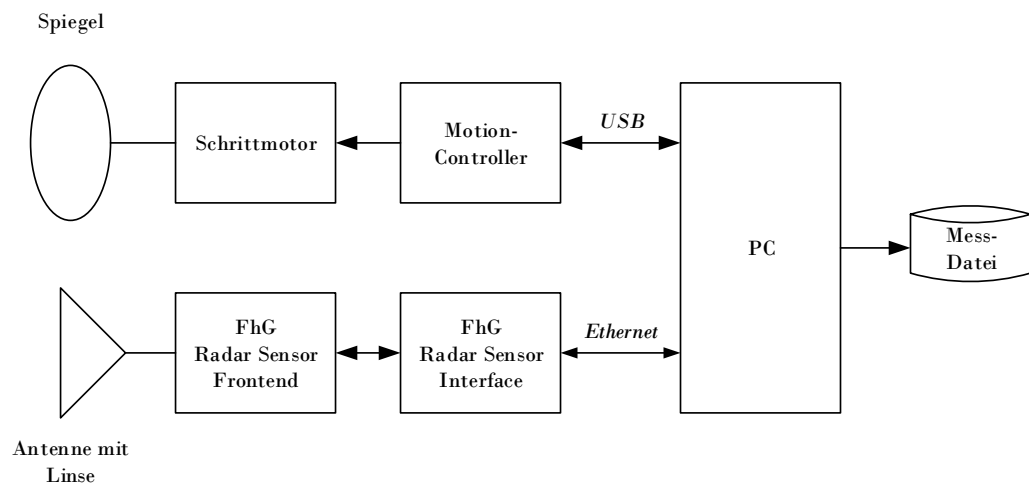 Spiegel
Schrittmotor
Motion-
Controller
USB
PC
Mess-
Datei
FhG
Radar Sensor
Frontend
FhG
Radar Sensor
Interface
Ethernet
Antenne mit
Linse